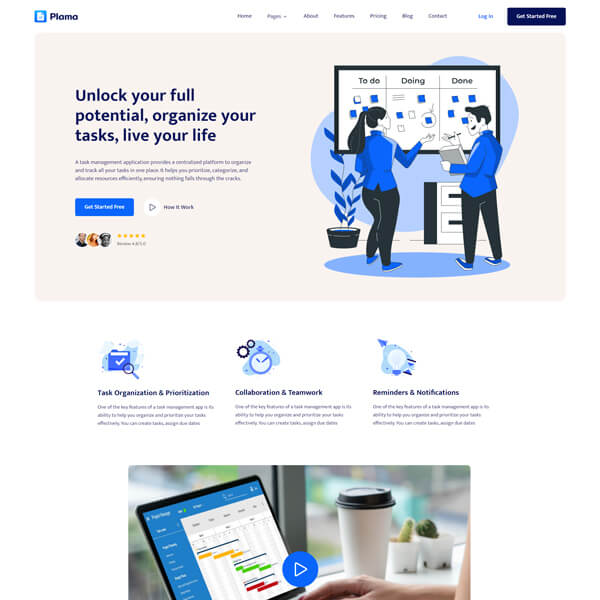 Plama
Home Pages About Features Pricing Blog Contact Log In Get Started Free
Unlock your full
potential, organize your
tasks, live your life
A task management application provides a centralized platform to organize
and track all your tasks in one place. It helps you prioritize, categorize, and
allocate resources efficiently, ensuring nothing falls through the cracks.
Get Started Free How It Work
Review 4.8/5.0
To do Doing Done
Task Organization & Prioritization
One of the key features of a task management app is its
ability to help you organize and prioritize your tasks
effectively. You can create tasks, assign due dates
Collaboration & Teamwork
One of the key features of a task management app is its
ability to help you organize and prioritize your tasks
effectively. You can create tasks, assign due dates
Reminders & Notifications
One of the key features of a task management app is its
ability to help you organize and prioritize your tasks
effectively. You can create tasks, assign due dates
Project Manager